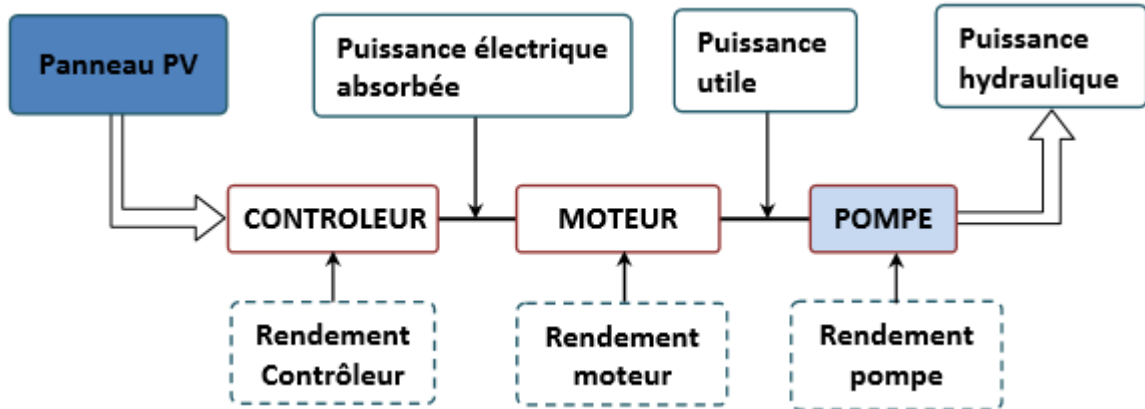 Panneau PV
Puissance électrique
absorbée
Puissance
utile
Puissance
hydraulique
CONTROLEUR
MOTEUR
POMPE
Rendement
Contrôleur
Rendement
moteur
Rendement
pompe